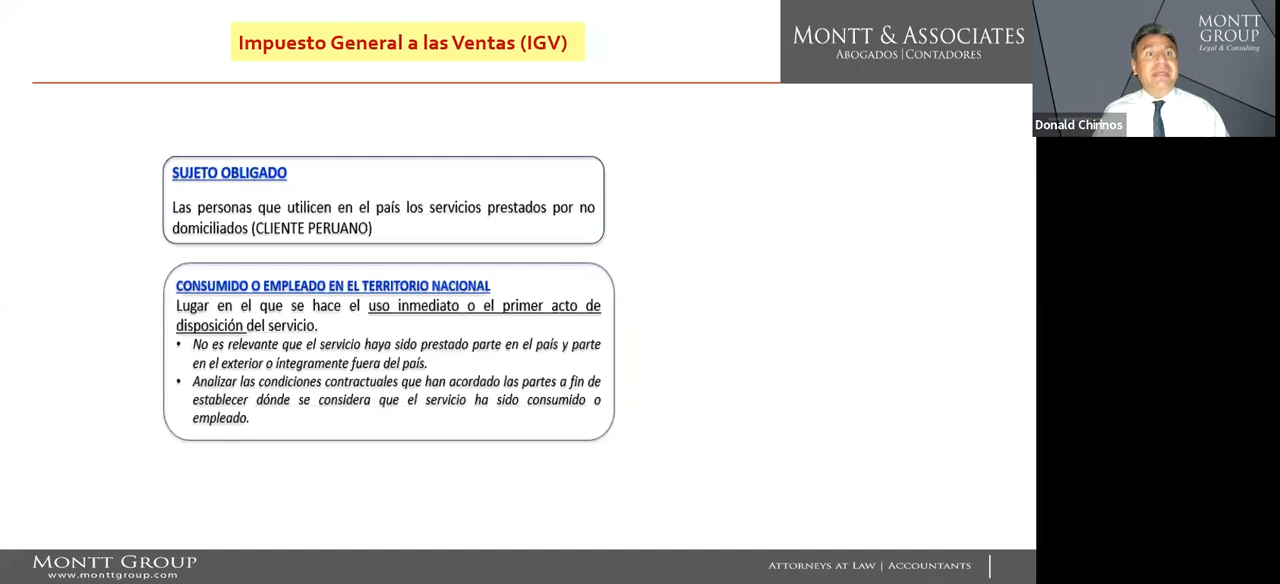 Impuesto General a las Ventas (IGV)
MONTT & ASSOCIATES
ABOGADOS | CONTADORES
MONTT
GROUP
Legal & Consulting
Donald Chirinos
SUJETO OBLIGADO
Las personas que utilicen en el país los servicios prestados por no
domiciliados (CLIENTE PERUANO)
CONSUMIDO O EMPLEADO EN EL TERRITORIO NACIONAL
Lugar en el que se hace el uso inmediato o el primer acto de
disposición del servicio.
• No es relevante que el servicio haya sido prestado parte en el país y parte
en el exterior o íntegramente fuera del país.
• Analizar las condiciones contractuales que han acordado las partes a fin de
establecer dónde se considera que el servicio ha sido consumido o
empleado.
MONTT GROUP
www.monttgroup.com
ATTORNEYS AT LAW | ACCOUNTANTS